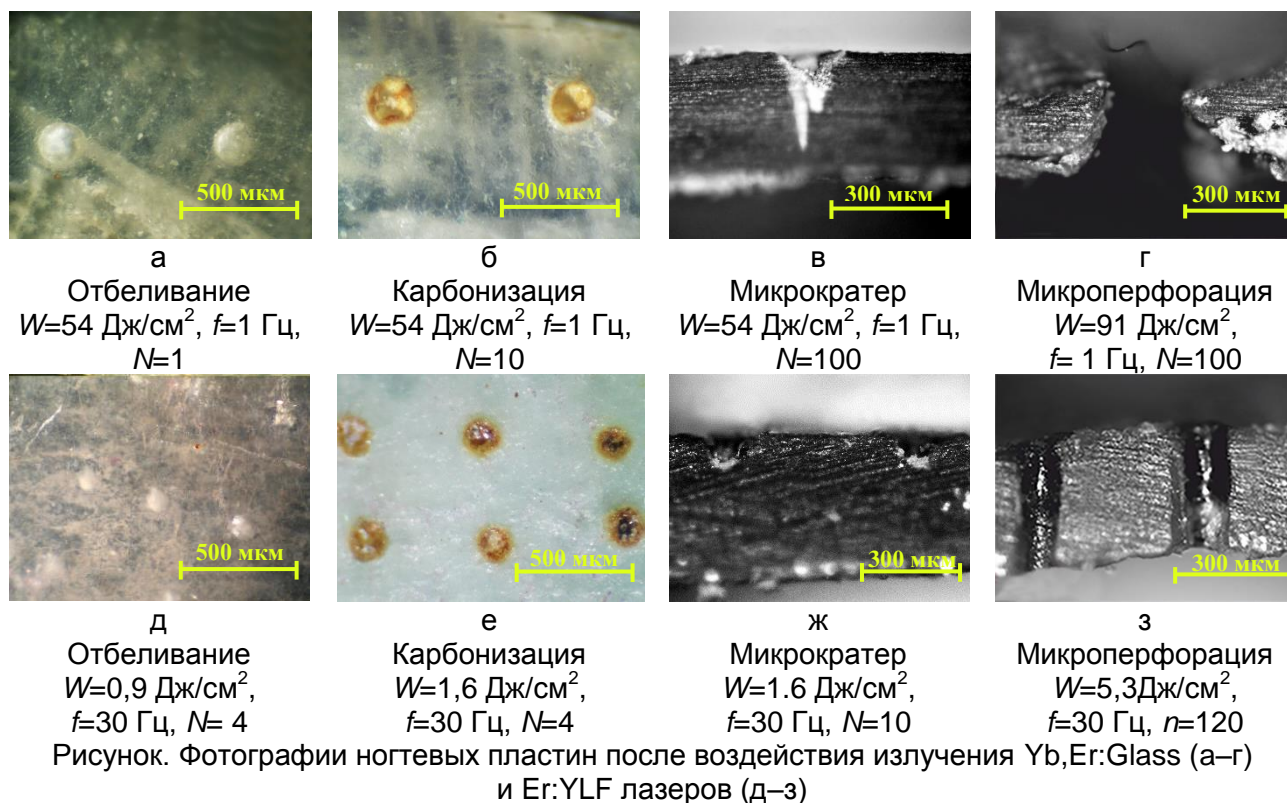 500 мкм
500 мкм
300 мкм
300 мкм
а
Отбеливание
W=54 Дж/см², f=1 Гц,
N=1
б
Карбонизация
W=54 Дж/см², f=1 Гц,
N=10
в
Микрократер
W=54 Дж/см², f=1 Гц,
N=100
г
Микроперфорация
W=91 Дж/см²,
f= 1 Гц, N=100
500 мкм
500 мкм
300 мкм
300 мкм
д
Отбеливание
W=0,9 Дж/см²,
f=30 Гц, N= 4
е
Карбонизация
W=1,6 Дж/см²,
f=30 Гц, N=4
ж
Микрократер
W=1.6 Дж/см²,
f=30 Гц, N=10
з
Микроперфорация
W=5,3Дж/см²,
f=30 Гц, n=120
Рисунок. Фотографии ногтевых пластин после воздействия излучения Yb,Er:Glass (а–г)
и Er:YLF лазеров (д–з)